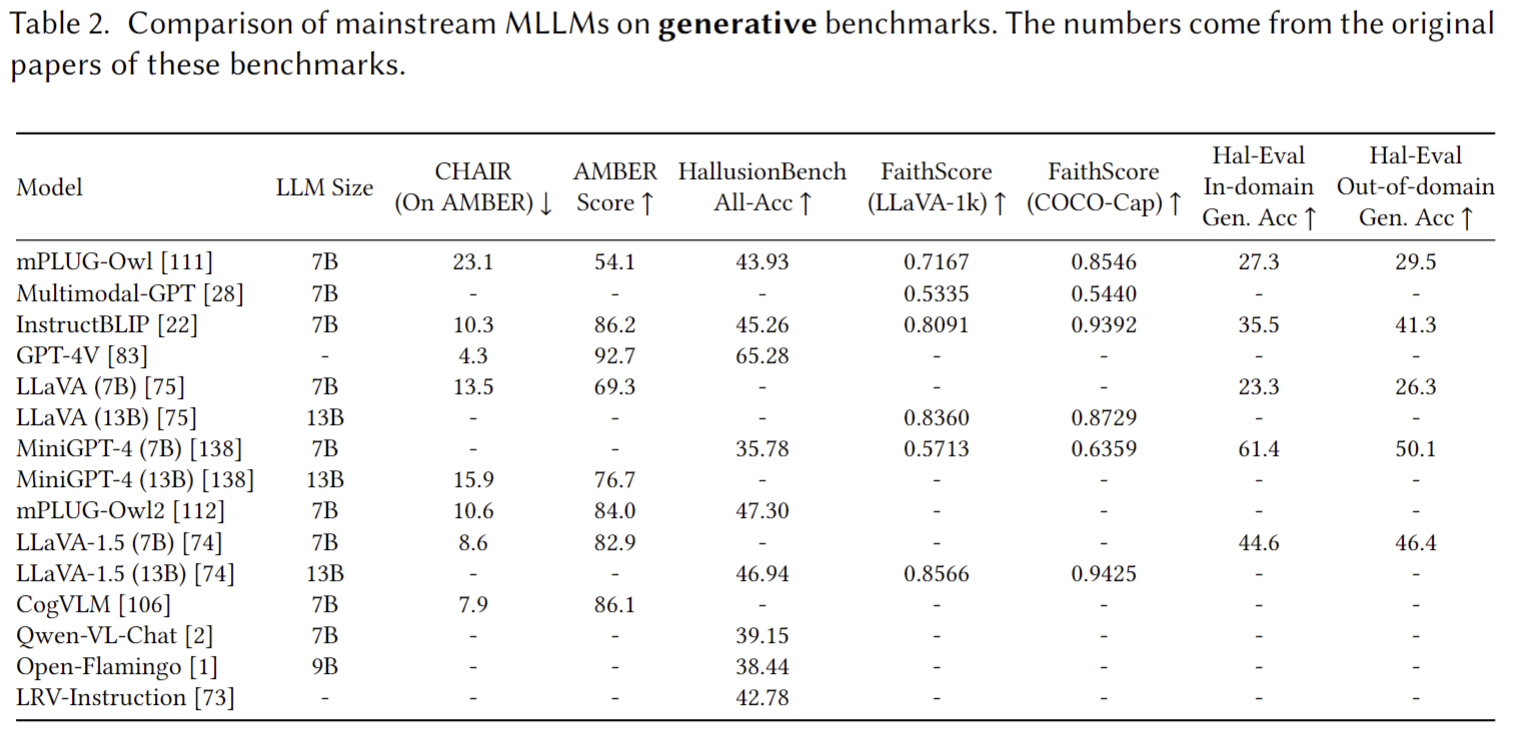 Table 2. Comparison of mainstream MLLMs on generative benchmarks. The numbers come from the original
papers of these benchmarks.
Model LLM Size CHAIR (On AMBER) ↓ AMBER Score ↑ HallusionBench All-Acc ↑ FaithScore (LLaVA-1k) ↑ FaithScore (COCO-Cap) ↑ Hal-Eval In-domain Gen. Acc ↑ Hal-Eval Out-of-domain Gen. Acc ↑
mPLUG-Owl [111] 7B 23.1 54.1 43.93 0.7167 0.8546 27.3 29.5
Multimodal-GPT [28] 7B - - - 0.5335 0.5440 - -
InstructBLIP [22] 7B 10.3 86.2 45.26 0.8091 0.9392 35.5 41.3
GPT-4V [83] - 4.3 92.7 65.28 - - - -
LLaVA (7B) [75] 7B 13.5 69.3 - - - 23.3 26.3
LLaVA (13B) [75] 13B - - - 0.8360 0.8729 - -
MiniGPT-4 (7B) [138] 7B - - 35.78 0.5713 0.6359 61.4 50.1
MiniGPT-4 (13B) [138] 13B 15.9 76.7 - - - - -
mPLUG-Owl2 [112] 7B 10.6 84.0 47.30 - - - -
LLaVA-1.5 (7B) [74] 7B 8.6 82.9 - - - 44.6 46.4
LLaVA-1.5 (13B) [74] 13B - - 46.94 0.8566 0.9425 - -
CogVLM [106] 7B 7.9 86.1 - - - - -
Qwen-VL-Chat [2] 7B - - 39.15 - - - -
Open-Flamingo [1] 9B - - 38.44 - - - -
LRV-Instruction [73] - - - 42.78 - - - -